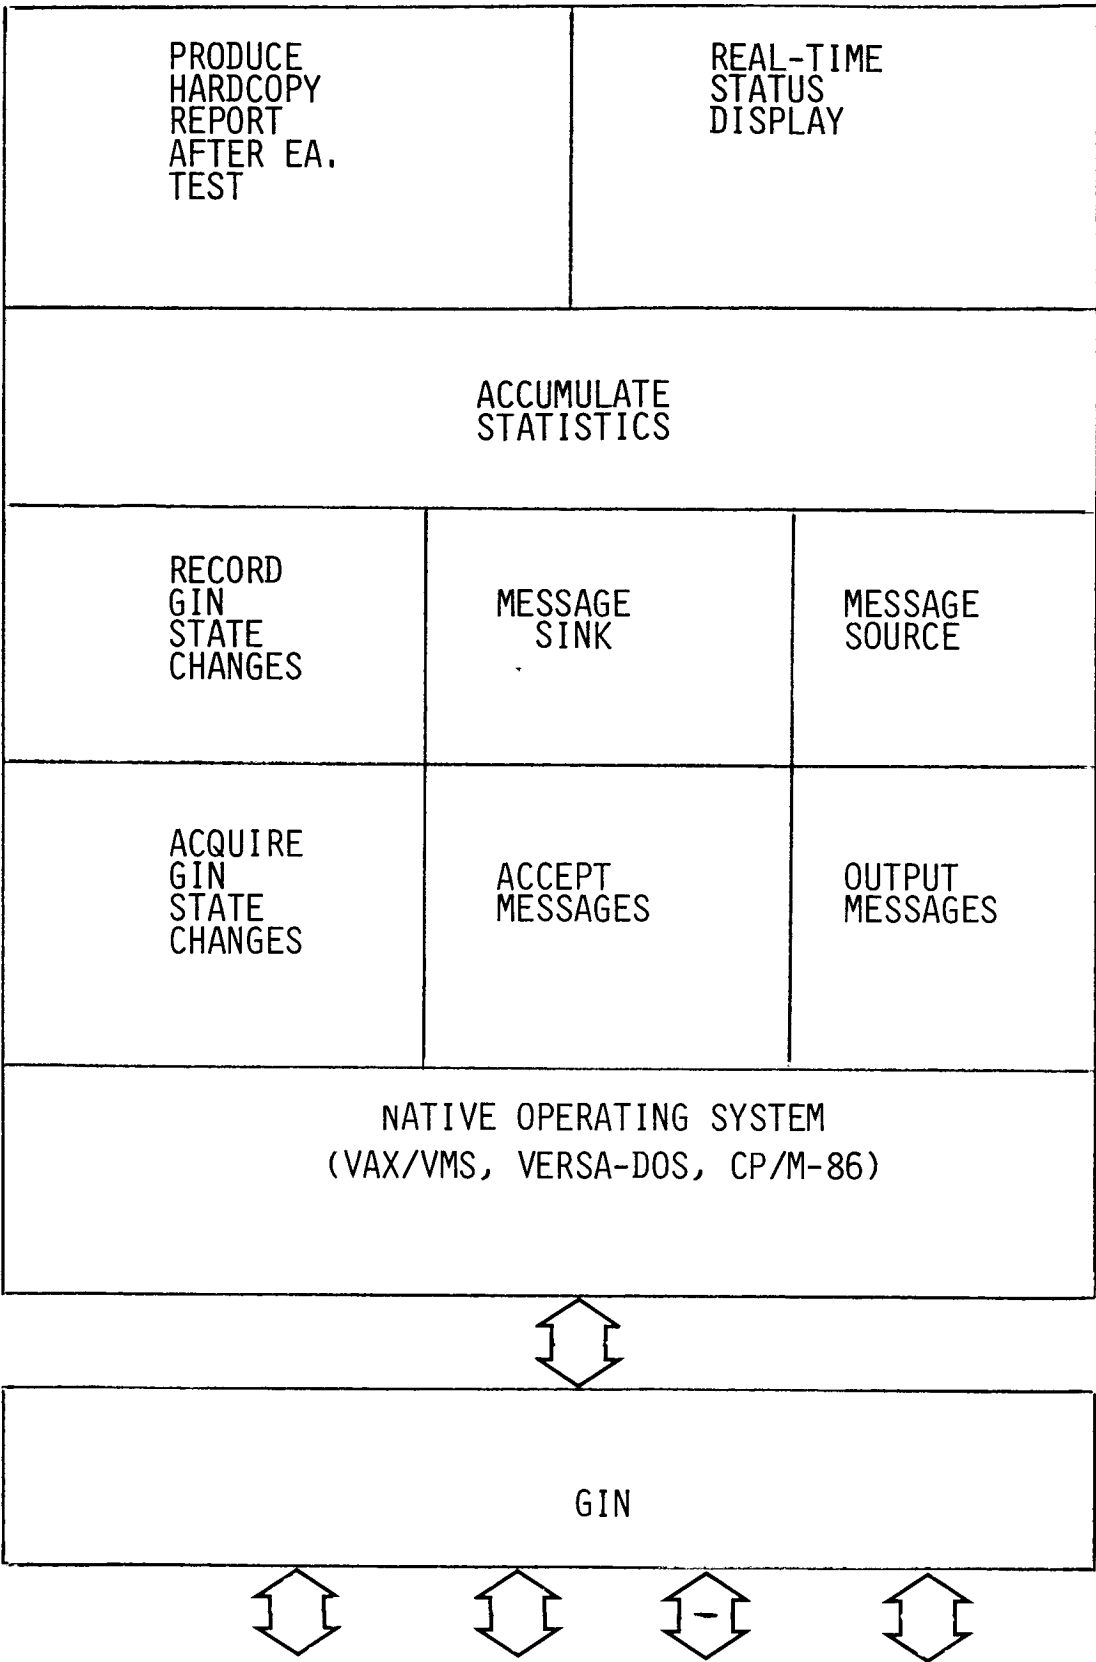 PRODUCE
HARDCOPY
REPORT
AFTER EA.
TEST
REAL-TIME
STATUS
DISPLAY
ACCUMULATE
STATISTICS
RECORD
GIN
STATE
CHANGES
MESSAGE
SINK
MESSAGE
SOURCE
ACQUIRE
GIN
STATE
CHANGES
ACCEPT
MESSAGES
OUTPUT
MESSAGES
NATIVE OPERATING SYSTEM
(VAX/VMS, VERSA-DOS, CP/M-86)
GIN